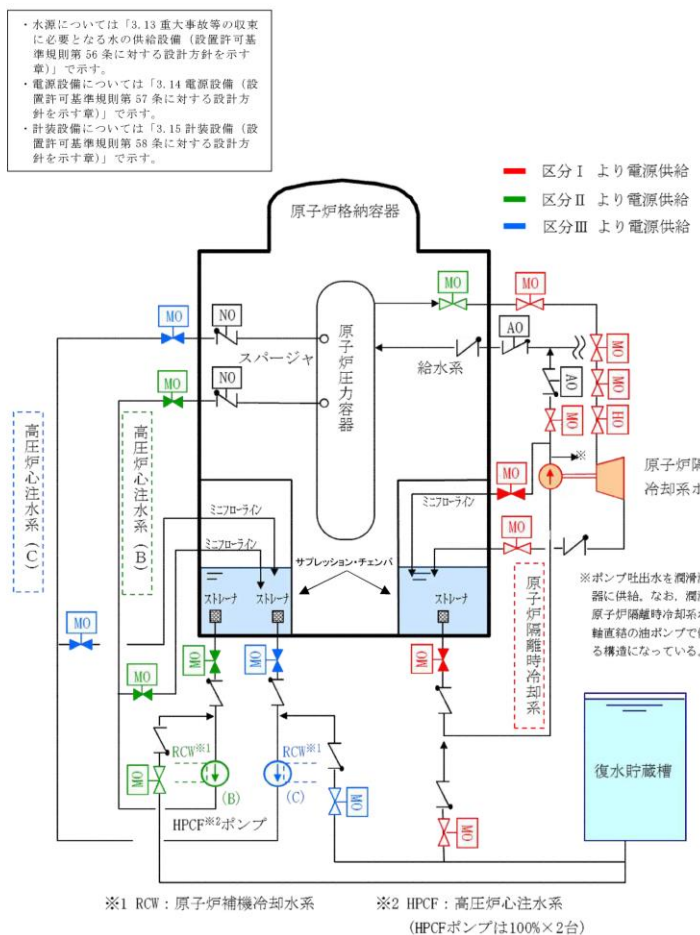 ・水源については「3.13 重大事故等の収束
に必要となる水の供給設備（設置許可基
準規則第 56 条に対する設計方針を示す
章）」で示す。
・電源設備については「3.14 電源設備（設
置許可基準規則第 57 条に対する設計方
針を示す章）」で示す。
・計装設備については「3.15 計装設備（設
置許可基準規則第 58 条に対する設計方
針を示す章）」で示す。
区分Ⅰ より電源供給
区分Ⅱ より電源供給
区分Ⅲ より電源供給
原子炉格納容器
MO
MO
MO
NO
AO
MO
スパージャ
原子炉圧力容器
給水系
MO
NO
MO
AO
MO
HO
高圧炉心注水系(C)
高圧炉心注水系(B)
※
原子炉隔
冷却系ポ
MO
ミニフローライン
ミニフローライン
MO
ミニフローライン
サプレッション・チェンバ
ストレーナ
ストレーナ
ストレーナ
原子炉隔離時冷却系
※ポンプ吐出水を潤滑
器に供給。なお、潤
原子炉隔離時冷却系
軸直結の油ポンプで
る構造になっている。
MO
MO
MO
MO
MO
RCW※1
RCW※1
MO
MO
MO
(B)
(C)
HPCF※2ポンプ
復水貯蔵槽
※1 RCW：原子炉補機冷却水系
※2 HPCF：高圧炉心注水系
(HPCFポンプは100%×2台)